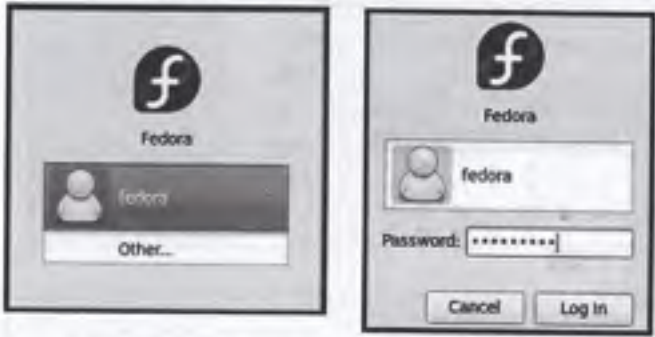 Fedora
fedora
Other...
Fedora
fedora
Password: •••••••••
Cancel
Log In